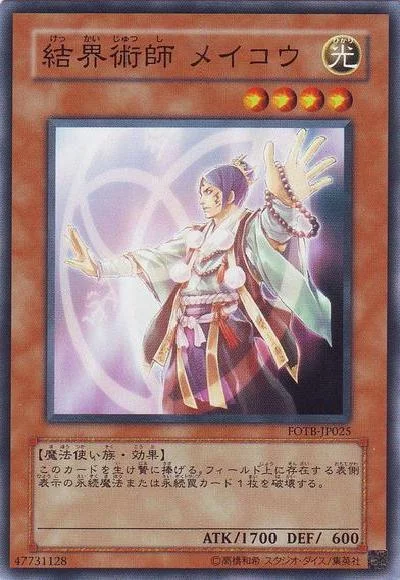 けっ かい じゅつ し
結界術師 メイコウ
ひかり
光
FOTB-JP025
【魔法使い族・効果】
このカードを生け贄に捧げる。フィールド上に存在する表側
表示の永続魔法または永続罠カード１枚を破壊する。
ATK/1700 DEF/ 600
47731128
©高橋和希 スタジオ・ダイス/集英社